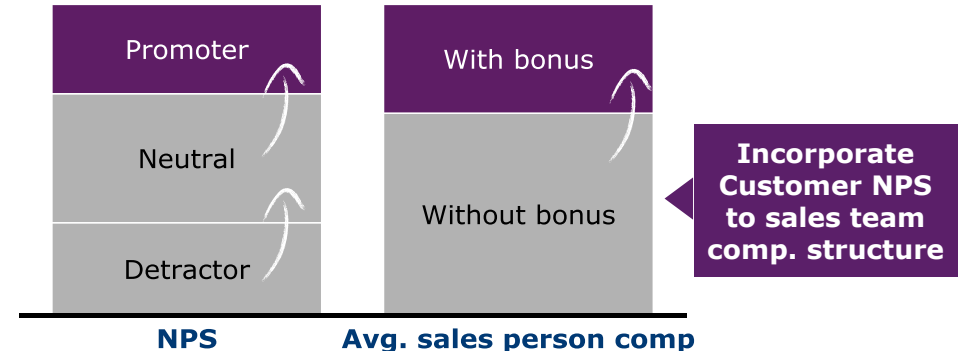 Promoter
Neutral
Detractor
NPS
With bonus
Without bonus
Avg. sales person comp
Incorporate
Customer NPS
to sales team
comp. structure